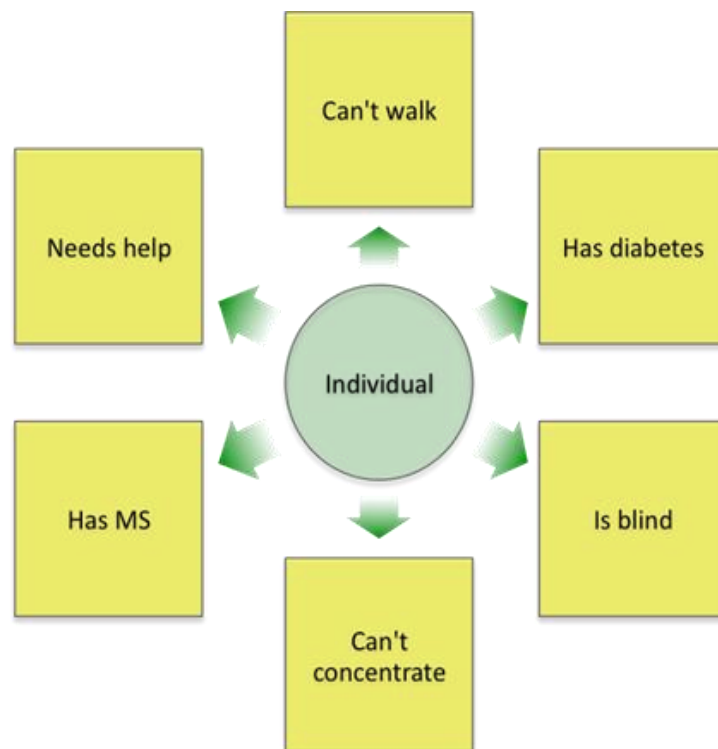 Can't walk
Needs help
Has diabetes
Individual
Has MS
Is blind
Can't
concentrate